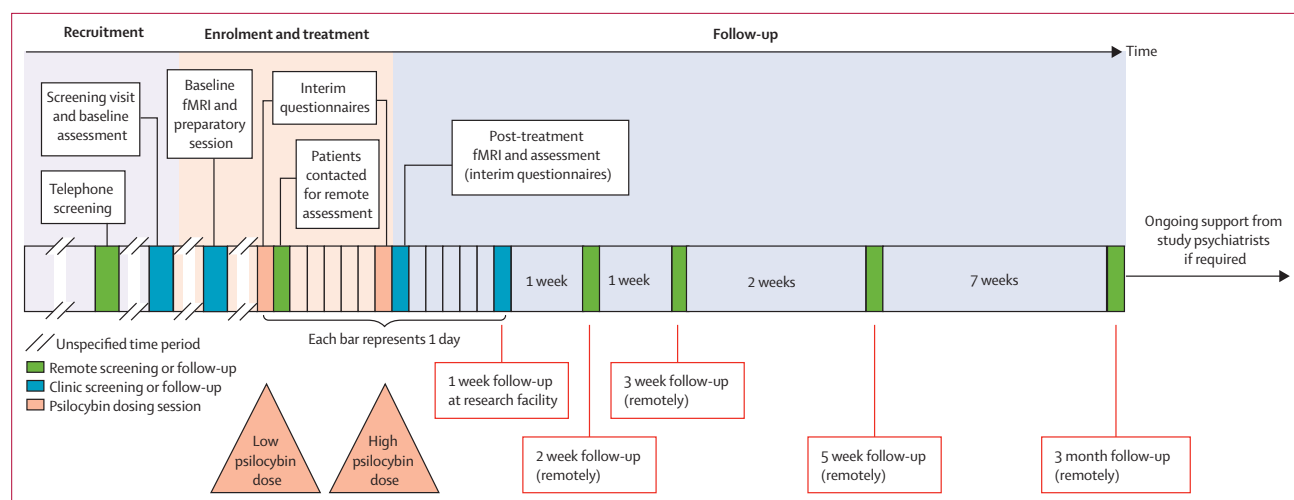 Recruitment
Enrolment and treatment
Follow-up
Time
Screening visit
and baseline
assessment
Baseline
fMRI and
preparatory
session
Interim
questionnaires
Telephone
screening
Patients
contacted
for remote
assessment
Post-treatment
fMRI and assessment
(interim questionnaires)
Ongoing support from
study psychiatrists
if required
1 week
1 week
2 weeks
7 weeks
Each bar represents 1 day
Unspecified time period
Remote screening or follow-up
Clinic screening or follow-up
Psilocybin dosing session
Low
psilocybin
dose
High
psilocybin
dose
1 week follow-up
at research facility
2 week follow-up
(remotely)
3 week follow-up
(remotely)
5 week follow-up
(remotely)
3 month follow-up
(remotely)